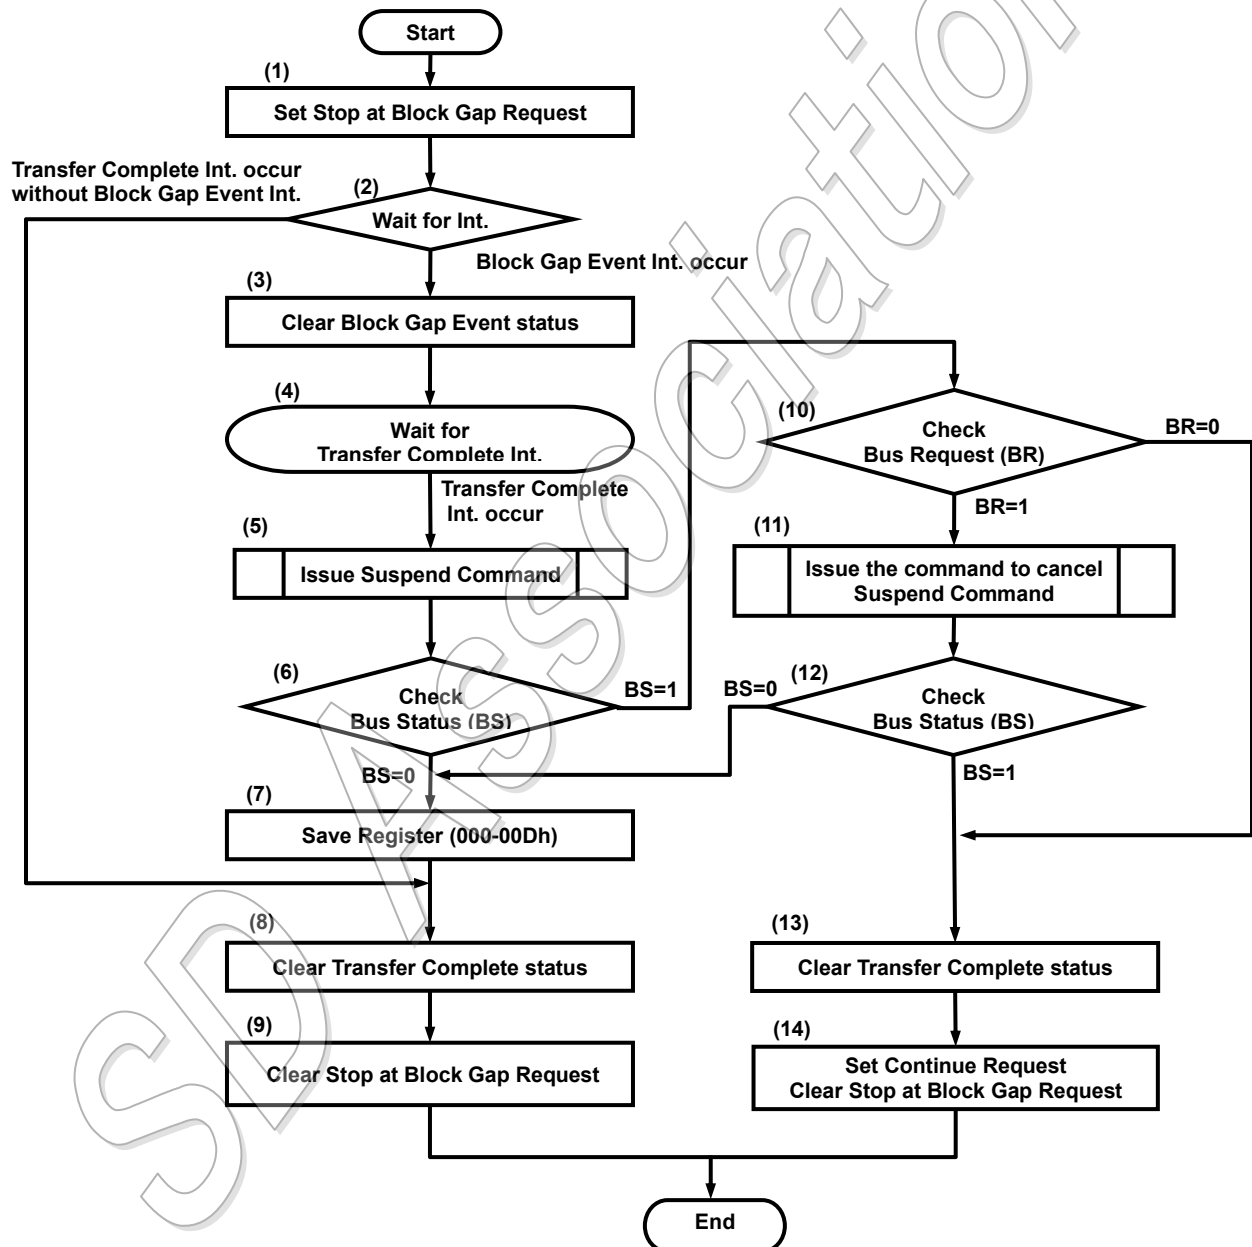 Start
(1)
Set Stop at Block Gap Request
Transfer Complete Int. occur
without Block Gap Event Int.
(2)
Wait for Int.
Block Gap Event Int. occur
(3)
Clear Block Gap Event status
(4)
Wait for
Transfer Complete Int.
Transfer Complete
Int. occur
(5)
Issue Suspend Command
(6)
Check
Bus Status (BS)
BS=1
BS=0
(7)
Save Register (000-00Dh)
(8)
Clear Transfer Complete status
(9)
Clear Stop at Block Gap Request
(10)
Check
Bus Request (BR)
BR=0
BR=1
(11)
Issue the command to cancel
Suspend Command
BS=0
(12)
Check
Bus Status (BS)
BS=1
(13)
Clear Transfer Complete status
(14)
Set Continue Request
Clear Stop at Block Gap Request
End
SD Association